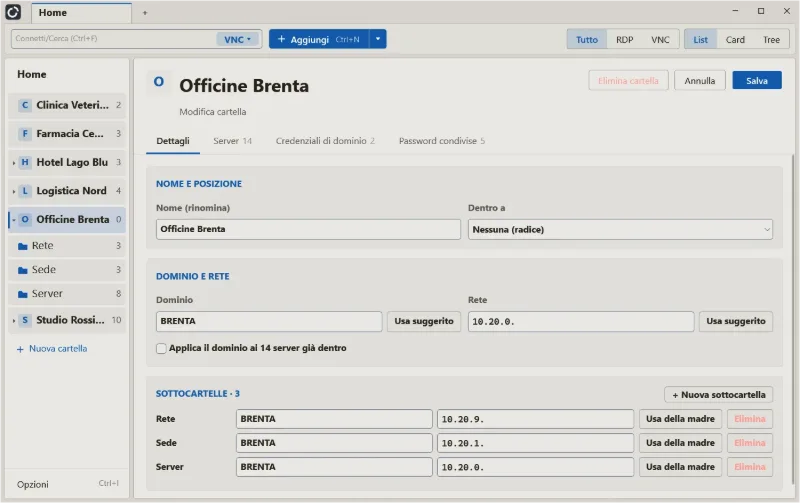 Home
+
Connetti/Cerca (Ctrl+F)
VNC
+ Aggiungi Ctrl+N
Tutto RDP VNC
List Card Tree
Home
C Clinica Veteri... 2
F Farmacia Ce... 3
H Hotel Lago Blu 3
L Logistica Nord 4
O Officine Brenta 0
Rete 3
Sede 3
Server 8
S Studio Rossi... 10
+ Nuova cartella
Opzioni Ctrl+I
O Officine Brenta
Modifica cartella
Elimina cartella Annulla Salva
Dettagli Server 14 Credenziali di dominio 2 Password condivise 5
NOME E POSIZIONE
Nome (rinomina) Dentro a
Officine Brenta Nessuna (radice)
DOMINIO E RETE
Dominio Rete
BRENTA Usa suggerito 10.20.0. Usa suggerito
Applica il dominio ai 14 server già dentro
SOTTOCARTELLE · 3 + Nuova sottocartella
Rete BRENTA 10.20.9. Usa della madre Elimina
Sede BRENTA 10.20.1. Usa della madre Elimina
Server BRENTA 10.20.0. Usa della madre Elimina